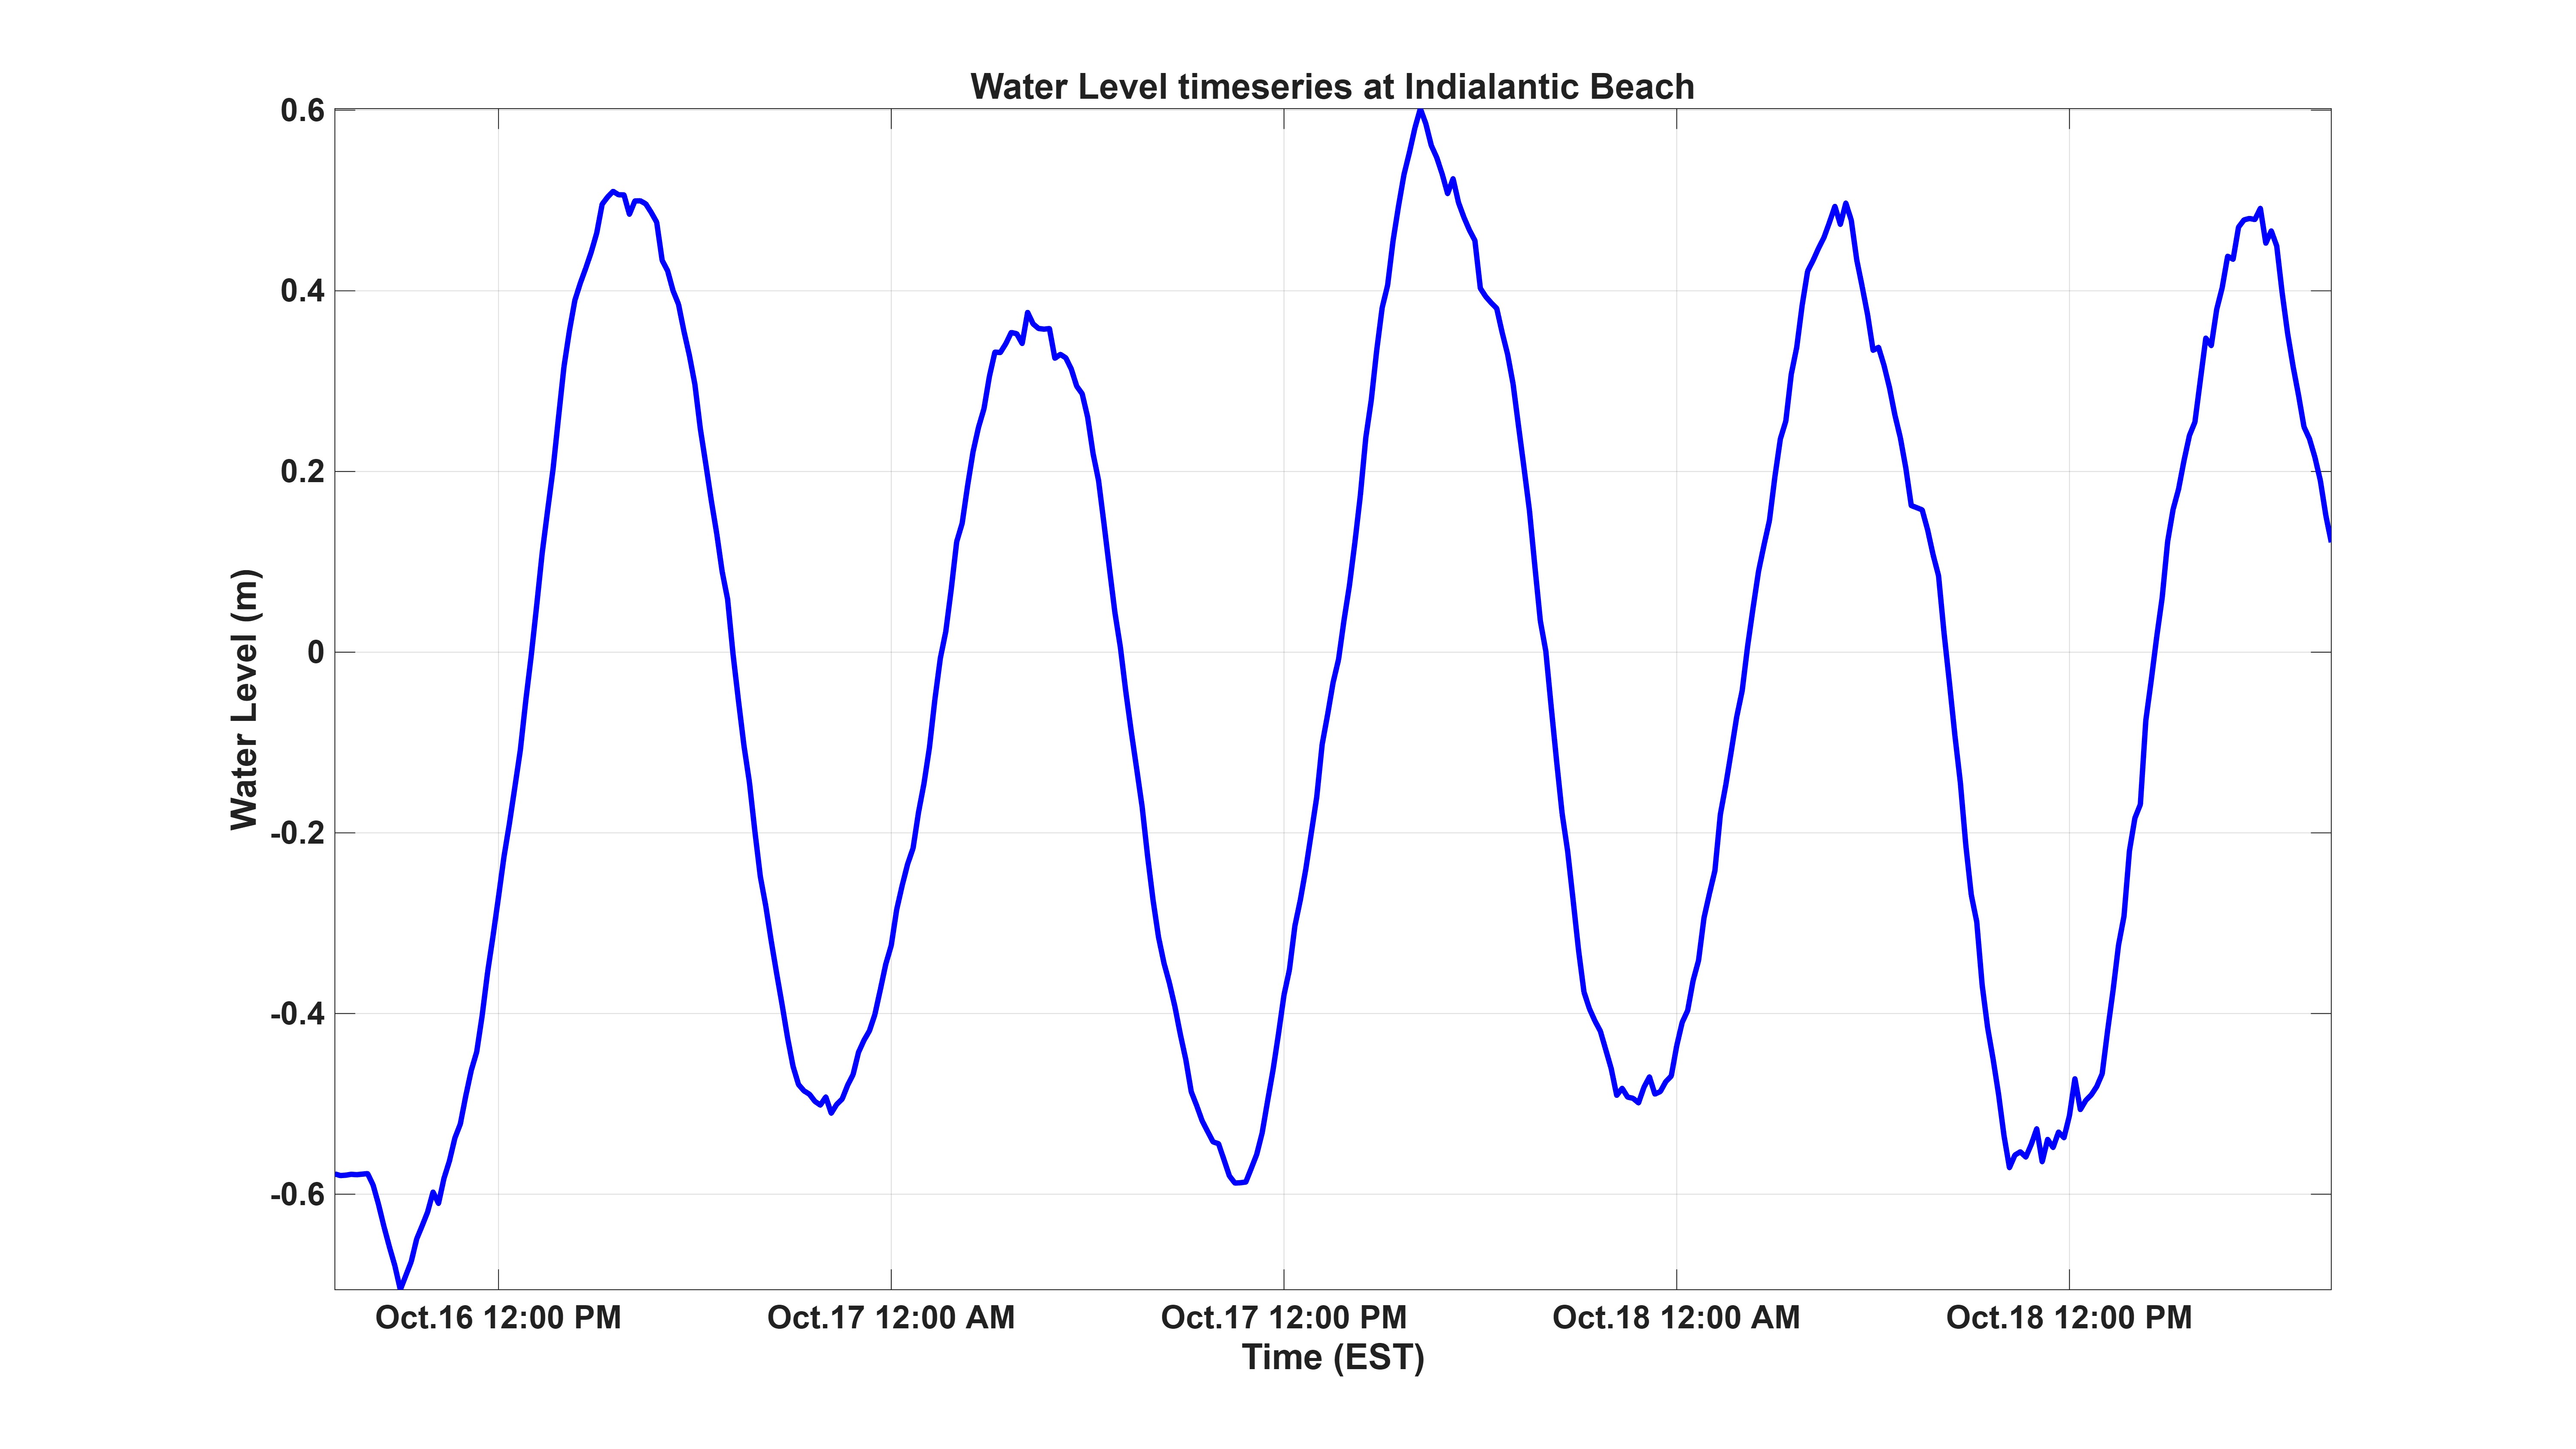 Water Level timeseries at Indialantic Beach
0.6
0.4
0.2
0
-0.2
-0.4
-0.6
Water Level (m)
Oct.16 12:00 PM
Oct.17 12:00 AM
Oct.17 12:00 PM
Oct.18 12:00 AM
Oct.18 12:00 PM
Time (EST)